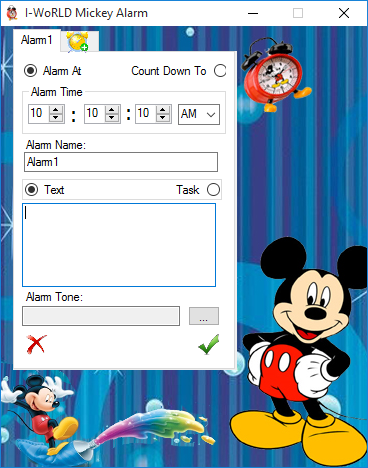 I-WoRLD Mickey Alarm
Alarm1
Alarm At Count Down To
Alarm Time
10 : 10 : 10 AM
Alarm Name:
Alarm1
Text Task
Alarm Tone:
...